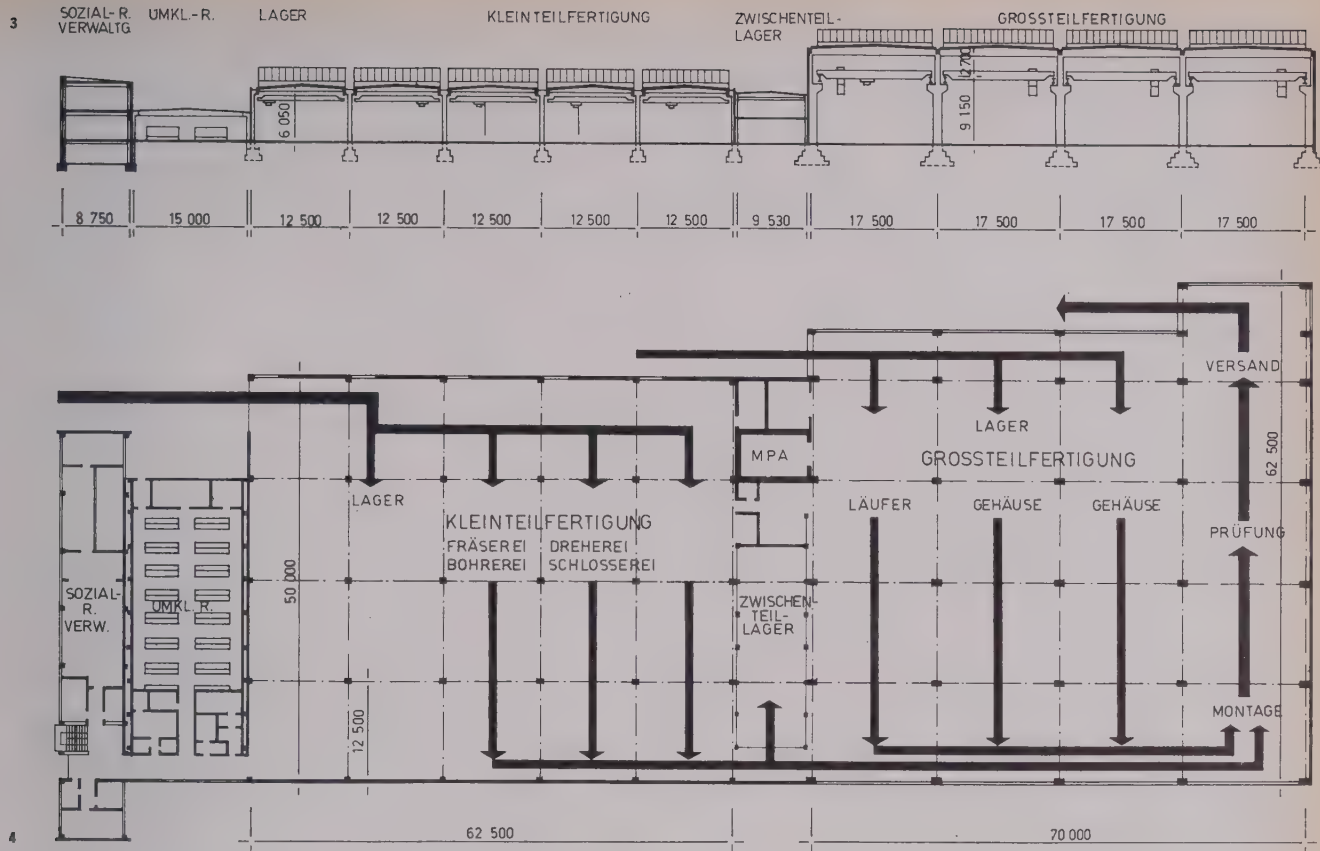 3
SOZIAL-R.
VERWALTG.
UMKL.-R.
LAGER
KLEINTEILFERTIGUNG
ZWISCHENTEIL-
LAGER
GROSSTEILFERTIGUNG
6 050
2700
9 150
8 750
15 000
12 500
12 500
12 500
12 500
12 500
9 530
17 500
17 500
17 500
17 500
VERSAND
LAGER
MPA
GROSSTEILFERTIGUNG
62 500
LAGER
LÄUFER
GEHÄUSE
GEHÄUSE
KLEINTEILFERTIGUNG
FRÄSEREI DREHEREI
BOHREREI SCHLOSSEREI
PRÜFUNG
50 000
SOZIAL-
R.
VERW.
UMKL. R.
ZWISCHEN-
TEIL-
LAGER
12 500
MONTAGE
4
62 500
70 000